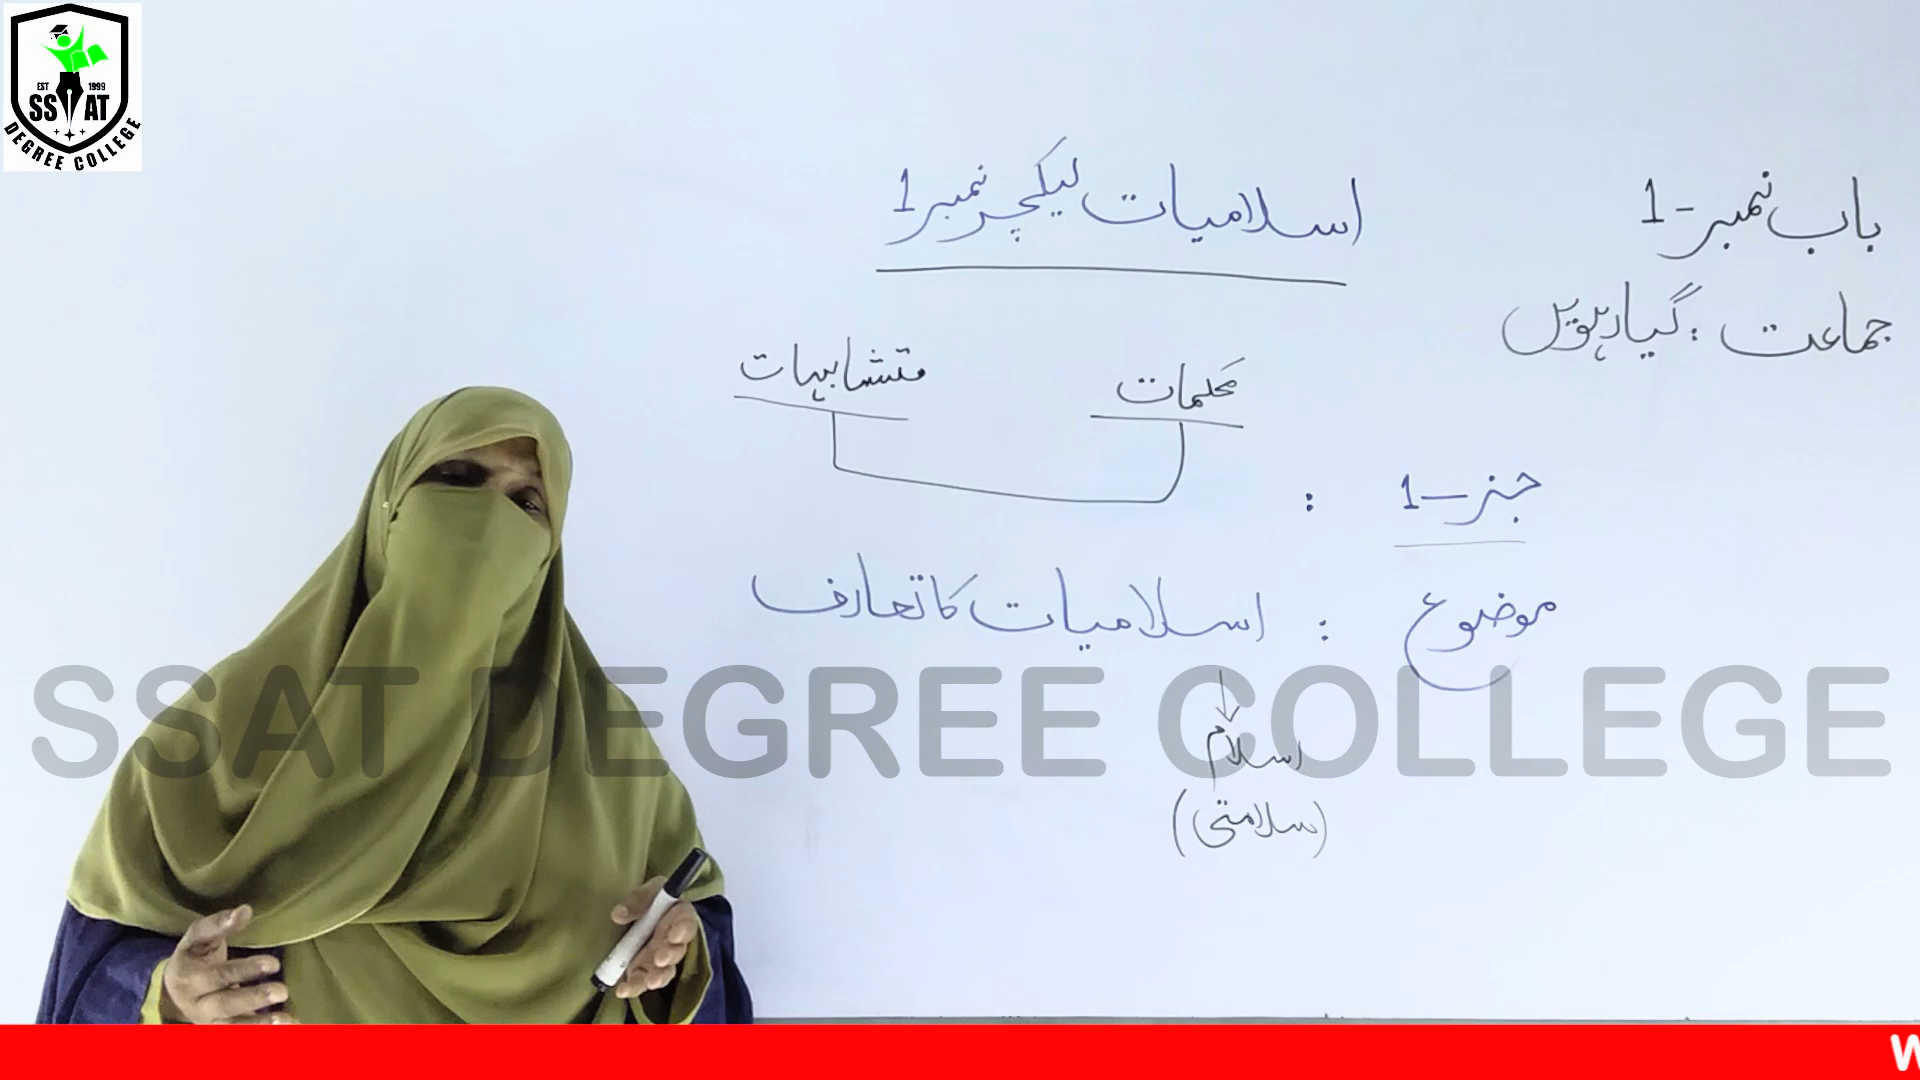 EST 1999
SSAT
DEGREE COLLEGE
باب نمبر-1
اسلامیات لیکچر نمبر 1
جماعت : گیارہویں
محکمات
متشابہات
جز-1 :
موضوع : اسلامیات کا تعارف
SSAT DEGREE COLLEGE
اسلام
(سلامتی)
W